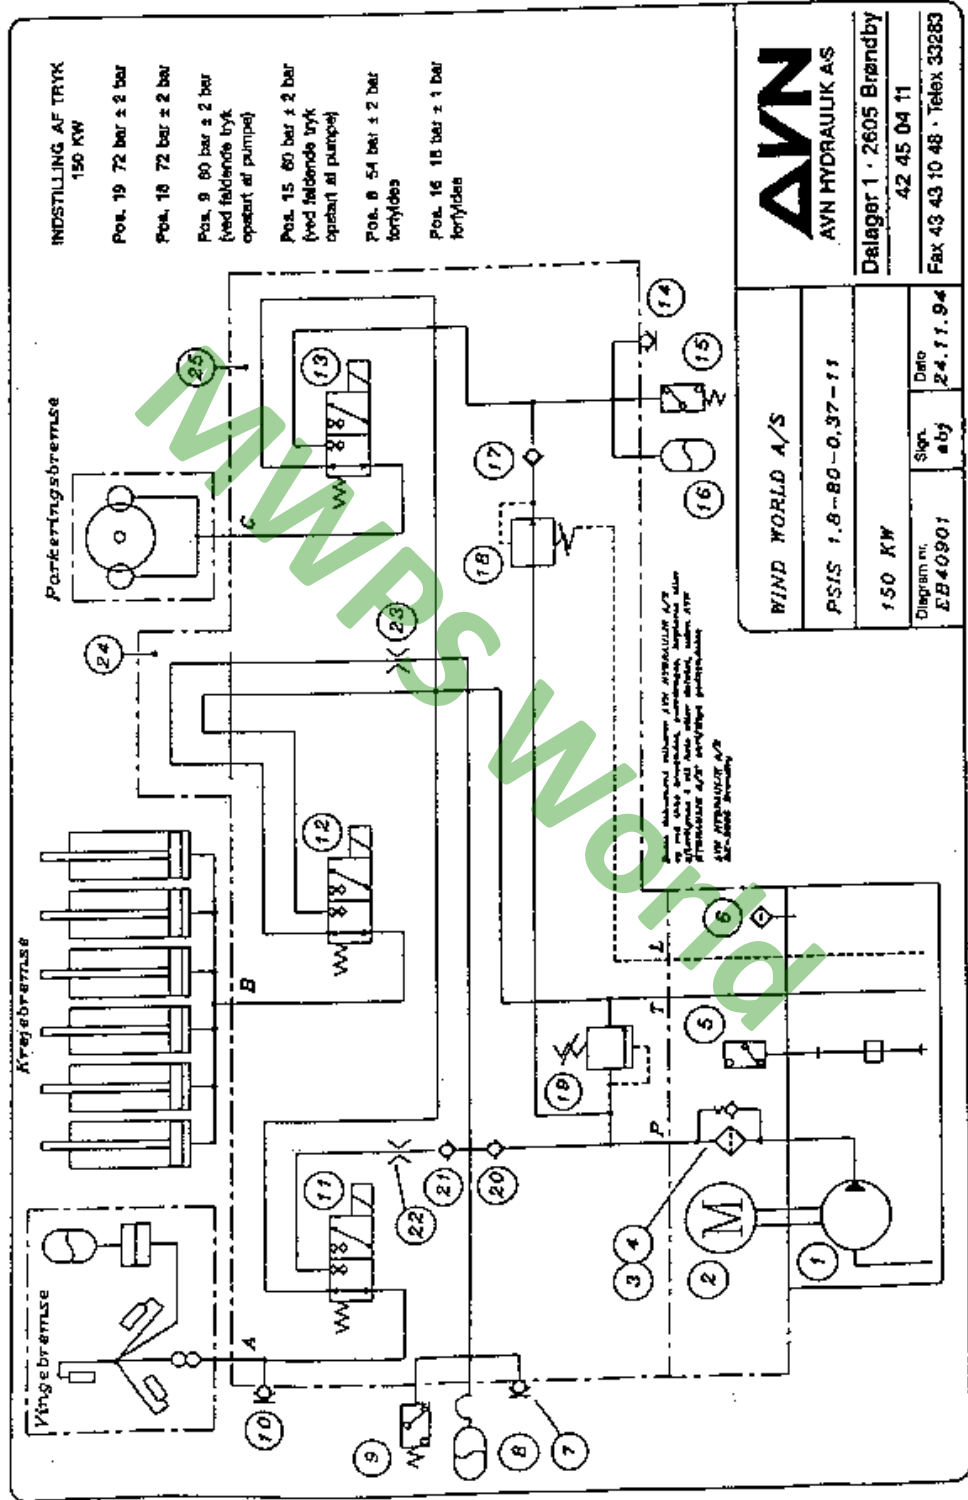 INDSTILLING AF TRYK
150 KW
Pos. 19 72 bar ± 2 bar
Pos. 18 72 bar ± 2 bar
Pos. 9 60 bar ± 2 bar
(ved faldende tryk
opstart af pumpe)
Pos. 15 60 bar ± 2 bar
(ved faldende tryk
opstart af pumpe)
Pos. 8 54 bar ± 2 bar
forfyldes
Pos. 16 18 bar ± 1 bar
forfyldes
Vingebremse
Krøjebremse
Parkeringsbremse
A
B
C
10
11
12
13
24
25
9
8
7
22
21
20
23
19
18
17
16
15
14
P
T
L
3
4
2
1
5
6
M
AVN HYDRAULIK A/S
WIND WORLD A/S
PSIS 1.8-80-0.37-11
150 KW
Diagram nr.
EB40901
Sign.
abj
Dato
24.11.94
AVN
AVN HYDRAULIK A/S
Dalager 1 · 2605 Brøndby
42 45 04 11
Fax 43 43 10 48 · Telex 33283
MWPS World